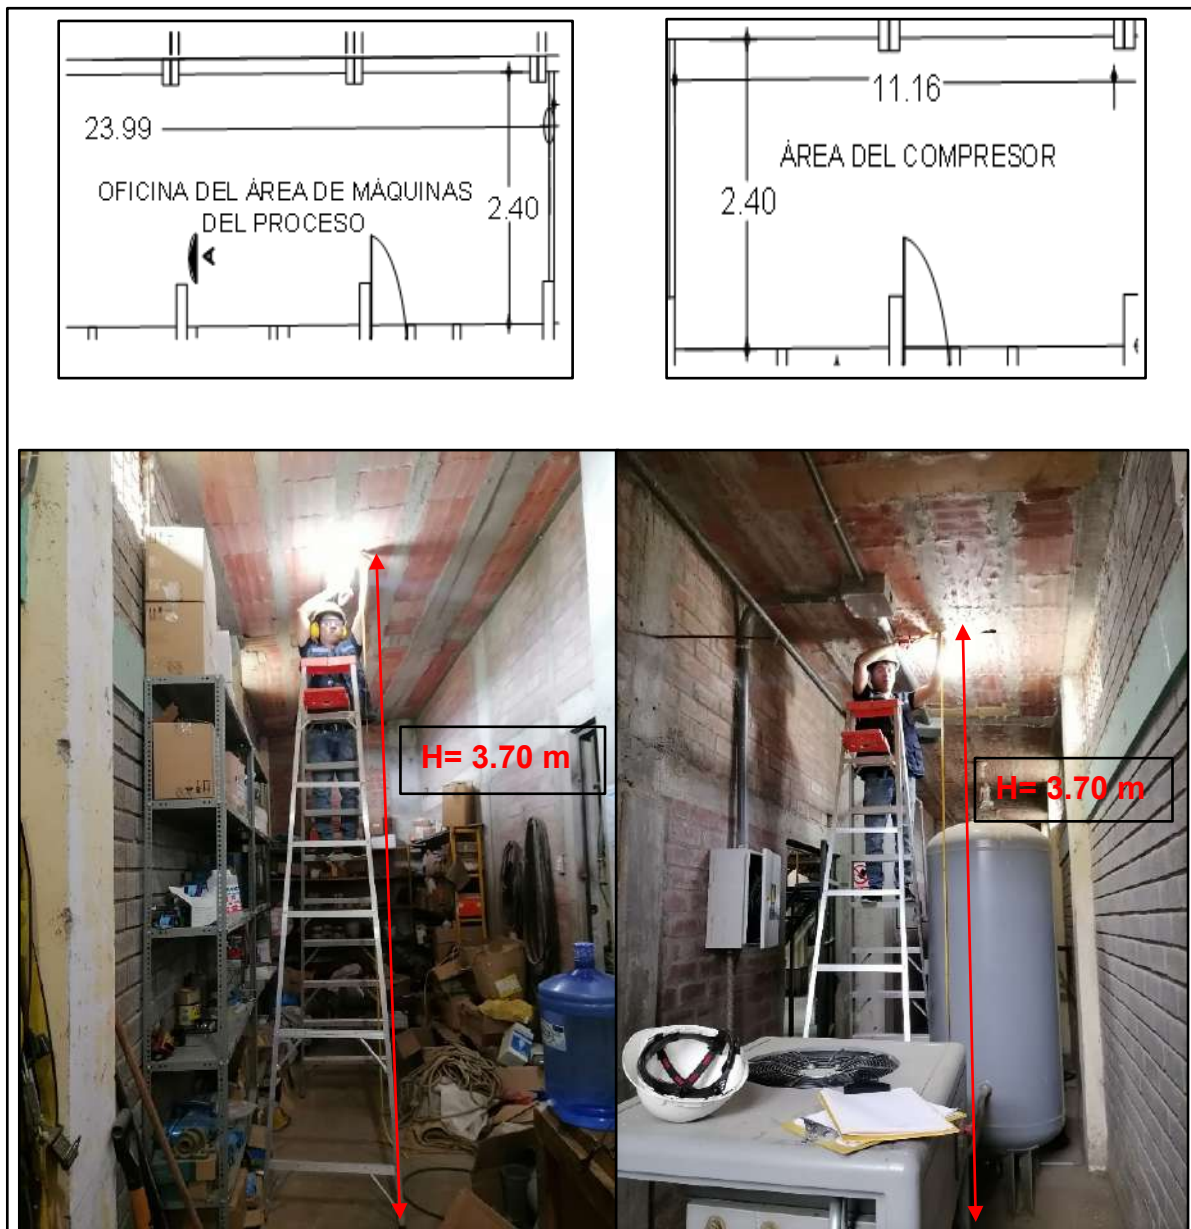 23.99
OFICINA DEL ÁREA DE MÁQUINAS
DEL PROCESO
2.40
A
11.16
ÁREA DEL COMPRESOR
2.40
H= 3.70 m
H= 3.70 m